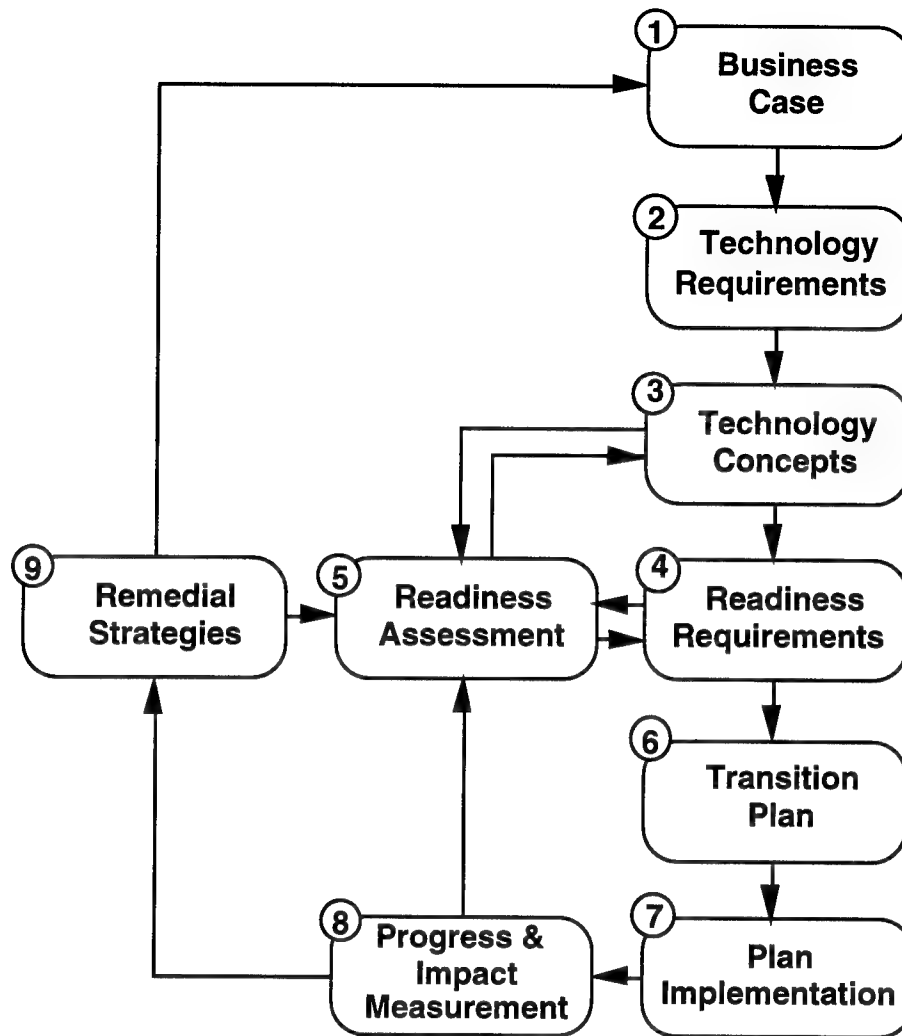 1
Business
Case
2
Technology
Requirements
3
Technology
Concepts
9
Remedial
Strategies
5
Readiness
Assessment
4
Readiness
Requirements
6
Transition
Plan
8
Progress &
Impact
Measurement
7
Plan
Implementation